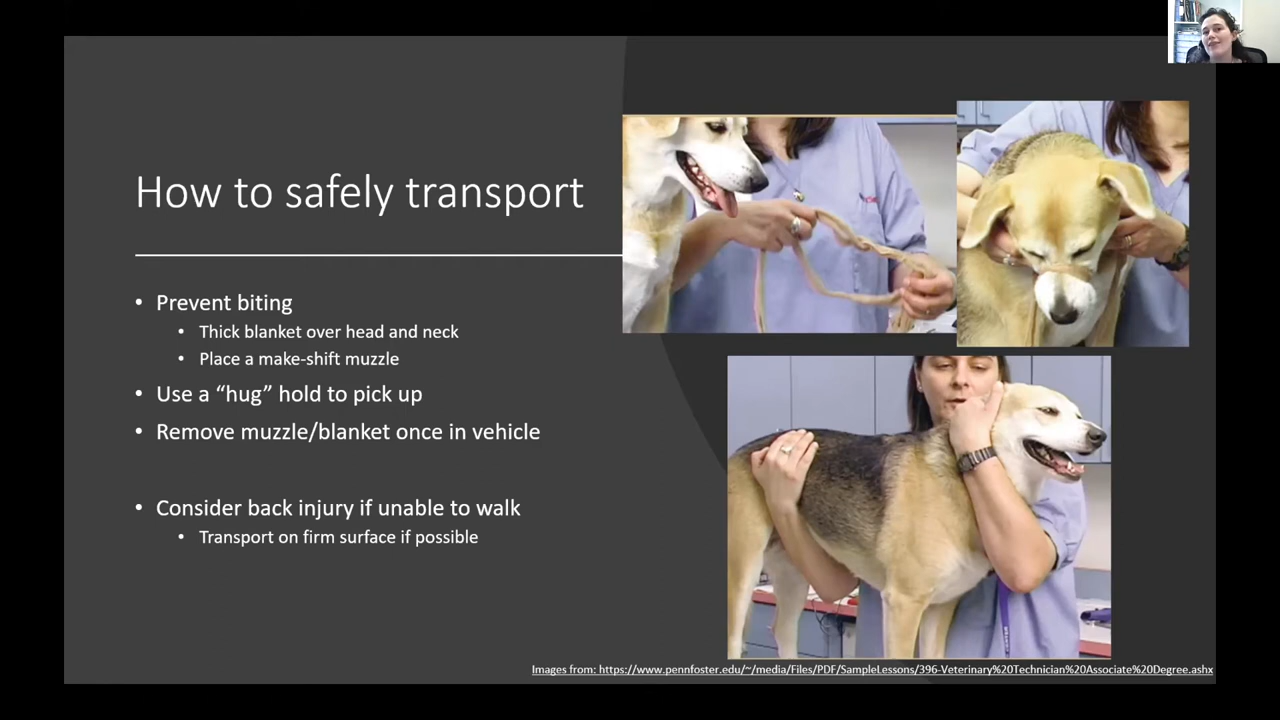 How to safely transport
• Prevent biting
• Thick blanket over head and neck
• Place a make-shift muzzle
• Use a “hug” hold to pick up
• Remove muzzle/blanket once in vehicle
• Consider back injury if unable to walk
• Transport on firm surface if possible
Images from: https://www.pennfoster.edu/~/media/Files/PDF/SampleLessons/396-Veterinary%20Technician%20Associate%20Degree.ashx